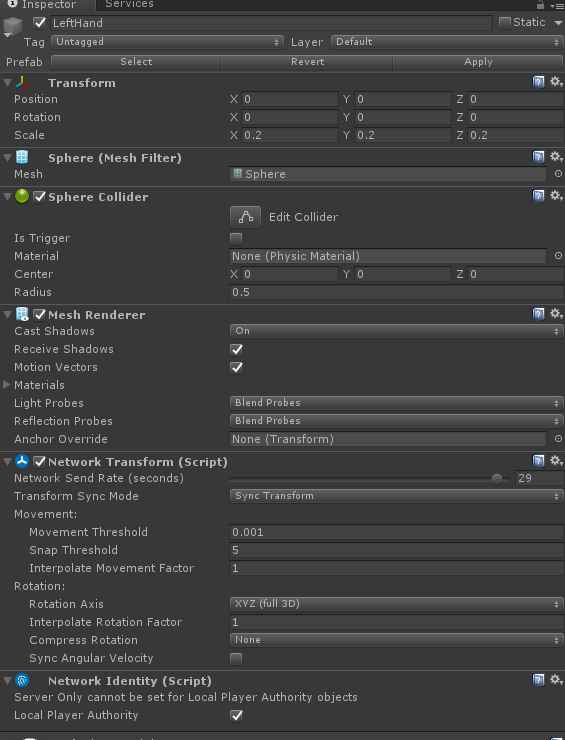 Inspector Services
LeftHand Static
Tag Untagged Layer Default
Prefab Select Revert Apply
Transform
Position X 0 Y 0 Z 0
Rotation X 0 Y 0 Z 0
Scale X 0.2 Y 0.2 Z 0.2
Sphere (Mesh Filter)
Mesh Sphere
Sphere Collider
Edit Collider
Is Trigger
Material None (Physic Material)
Center X 0 Y 0 Z 0
Radius 0.5
Mesh Renderer
Cast Shadows On
Receive Shadows
Motion Vectors
Materials
Light Probes Blend Probes
Reflection Probes Blend Probes
Anchor Override None (Transform)
Network Transform (Script)
Network Send Rate (seconds) 29
Transform Sync Mode Sync Transform
Movement:
Movement Threshold 0.001
Snap Threshold 5
Interpolate Movement Factor 1
Rotation:
Rotation Axis XYZ (full 3D)
Interpolate Rotation Factor 1
Compress Rotation None
Sync Angular Velocity
Network Identity (Script)
Server Only cannot be set for Local Player Authority objects
Local Player Authority